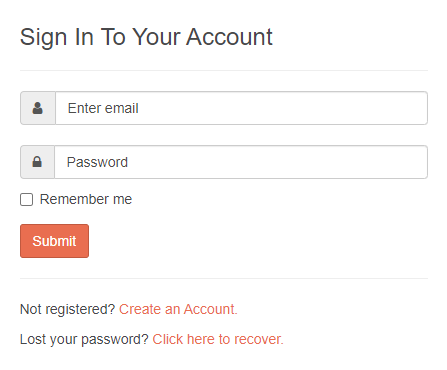 Sign In To Your Account
Enter email
Password
Remember me
Submit
Not registered? Create an Account.
Lost your password? Click here to recover.